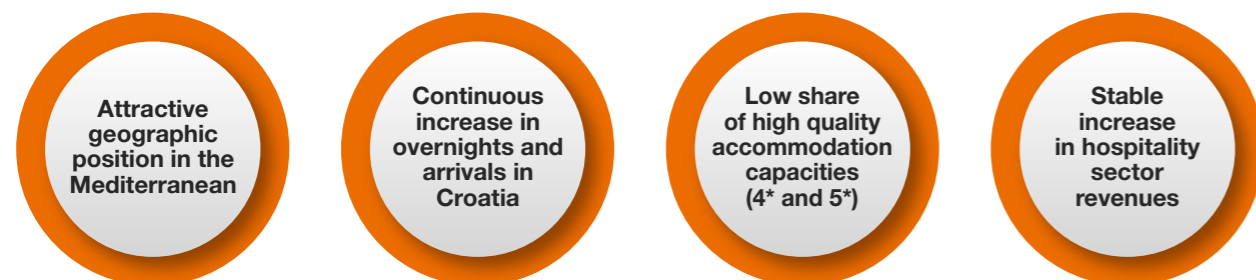 Attractive
geographic
position in the
Mediterranean
Continuous
increase in
overnights and
arrivals in
Croatia
Low share
of high quality
accommodation
capacities
(4* and 5*)
Stable
increase
in hospitality
sector
revenues